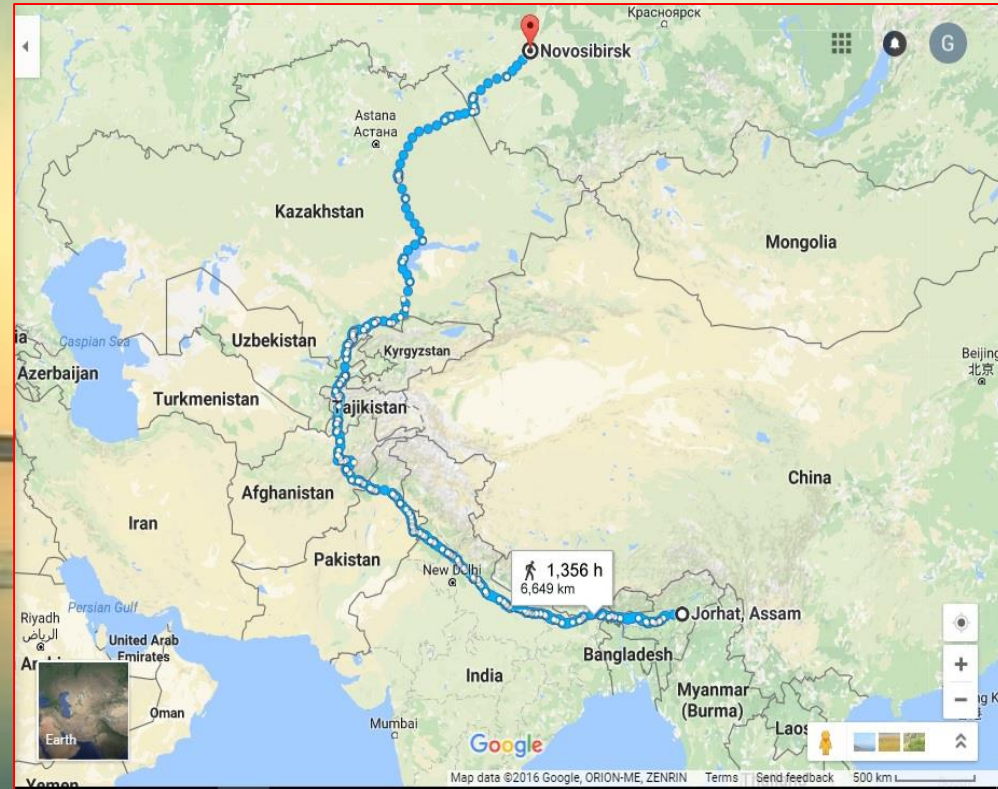 Красноярск
Novosibirsk
G
Astana
Астана
Kazakhstan
Mongolia
Caspian Sea
Uzbekistan
Kyrgyzstan
Beijing
北京
Azerbaijan
Turkmenistan
Tajikistan
China
Afghanistan
Iran
Pakistan
New Delhi
1,356 h
6,649 km
Jorhat, Assam
Persian Gulf
Riyadh
الرياض
United Arab
Emirates
Bangladesh
India
Myanmar
(Burma)
Oman
Mumbai
Laos
Earth
Google
Yemen
Map data ©2016 Google, ORION-ME, ZENRIN Terms Send feedback 500 km